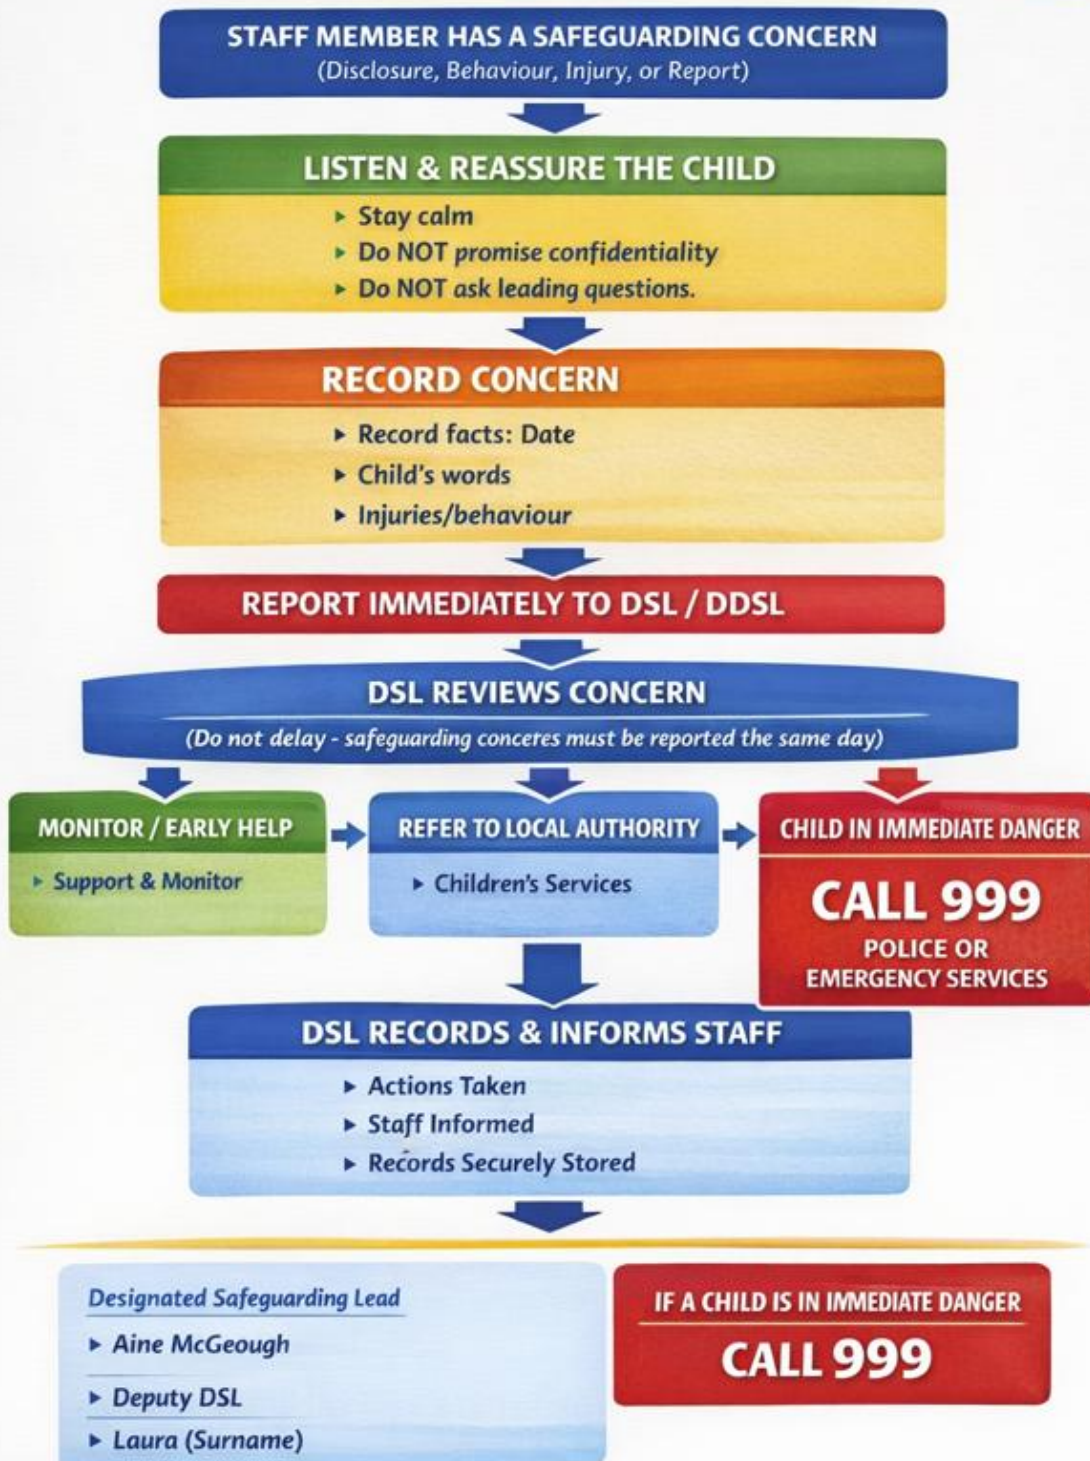 STAFF MEMBER HAS A SAFEGUARDING CONCERN
(Disclosure, Behaviour, Injury, or Report)
LISTEN & REASSURE THE CHILD
▸ Stay calm
▸ Do NOT promise confidentiality
▸ Do NOT ask leading questions.
RECORD CONCERN
▸ Record facts: Date
▸ Child's words
▸ Injuries/behaviour
REPORT IMMEDIATELY TO DSL / DDSL
DSL REVIEWS CONCERN
(Do not delay - safeguarding conceres must be reported the same day)
MONITOR / EARLY HELP
▸ Support & Monitor
REFER TO LOCAL AUTHORITY
▸ Children's Services
CHILD IN IMMEDIATE DANGER
CALL 999
POLICE OR
EMERGENCY SERVICES
DSL RECORDS & INFORMS STAFF
▸ Actions Taken
▸ Staff Informed
▸ Records Securely Stored
Designated Safeguarding Lead
▸ Aine McGeough
▸ Deputy DSL
▸ Laura (Surname)
IF A CHILD IS IN IMMEDIATE DANGER
CALL 999